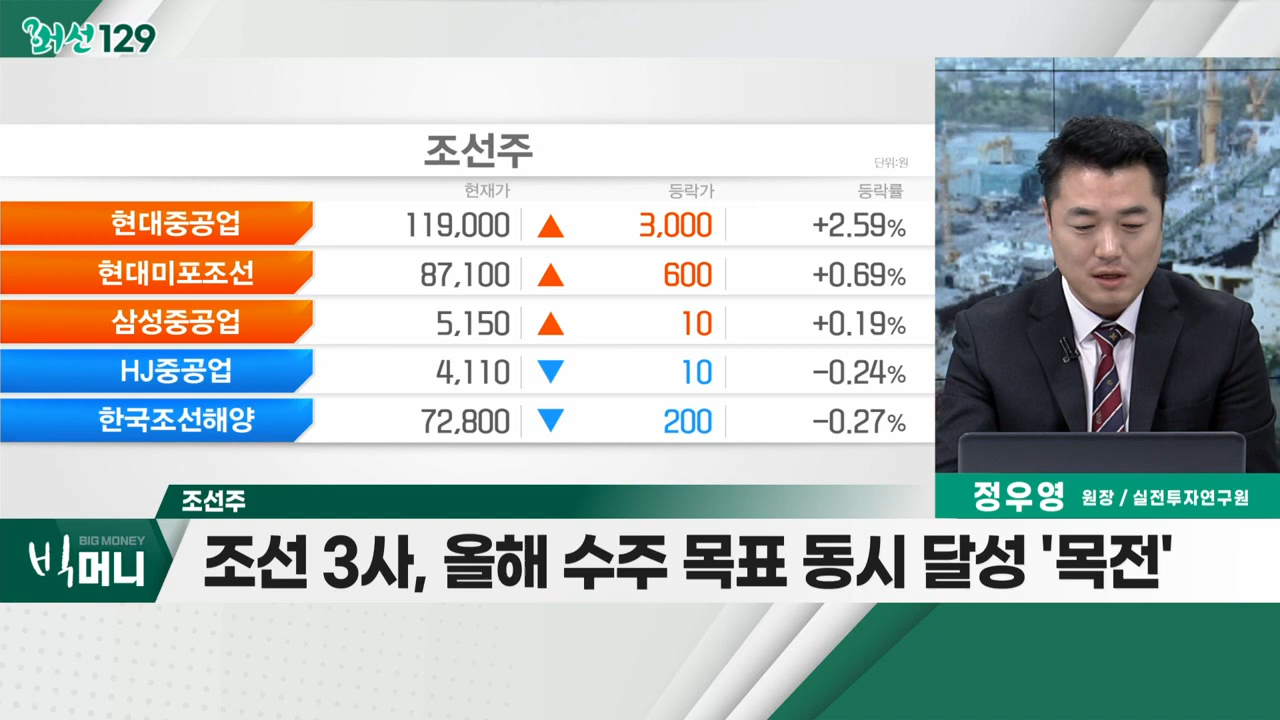 머선129
조선주
단위:원
현재가 등락가 등락률
현대중공업 119,000 ▲ 3,000 +2.59%
현대미포조선 87,100 ▲ 600 +0.69%
삼성중공업 5,150 ▲ 10 +0.19%
HJ중공업 4,110 ▼ 10 -0.24%
한국조선해양 72,800 ▼ 200 -0.27%
정우영 원장 / 실전투자연구원
조선주
BIG MONEY
빅머니
조선 3사, 올해 수주 목표 동시 달성 '목전'